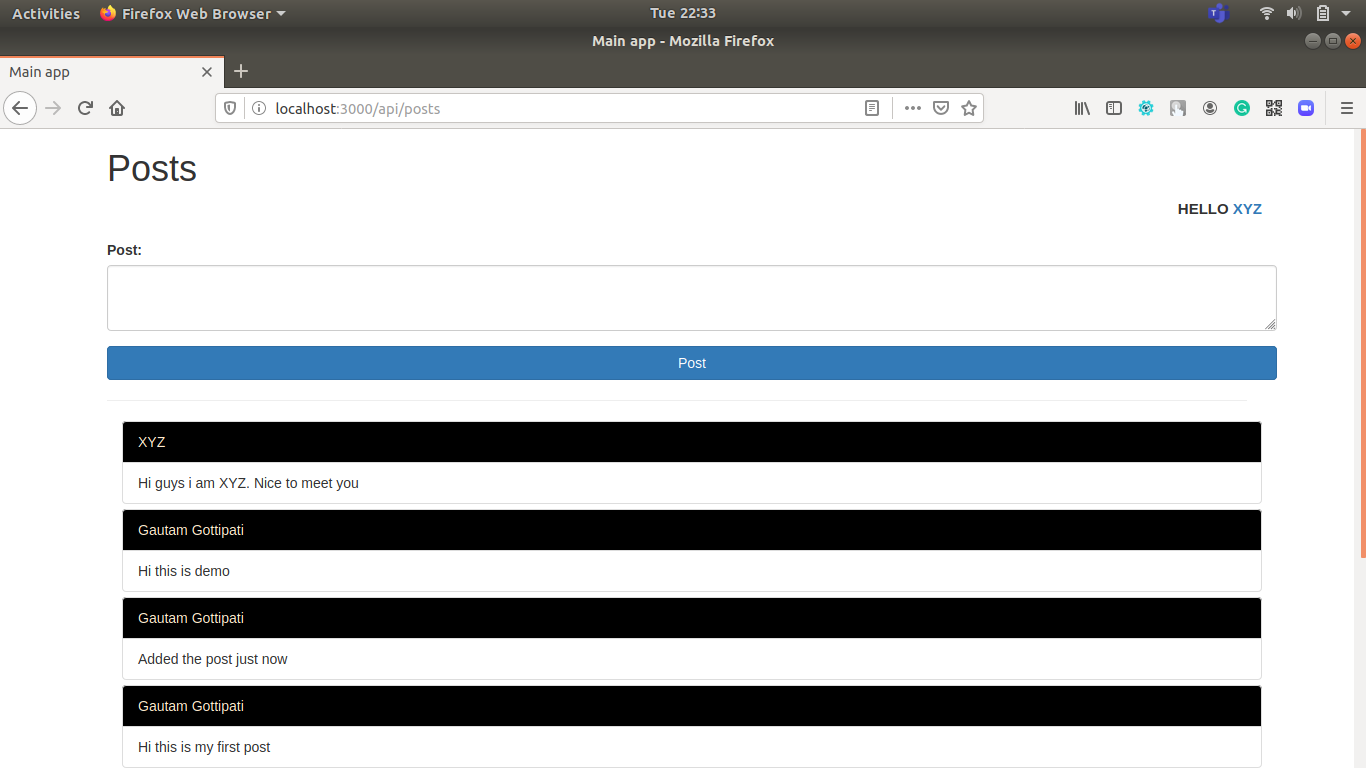 Activities Firefox Web Browser Tue 22:33
Main app - Mozilla Firefox
Main app
localhost:3000/api/posts
Posts
HELLO XYZ
Post:
Post
XYZ
Hi guys i am XYZ. Nice to meet you
Gautam Gottipati
Hi this is demo
Gautam Gottipati
Added the post just now
Gautam Gottipati
Hi this is my first post